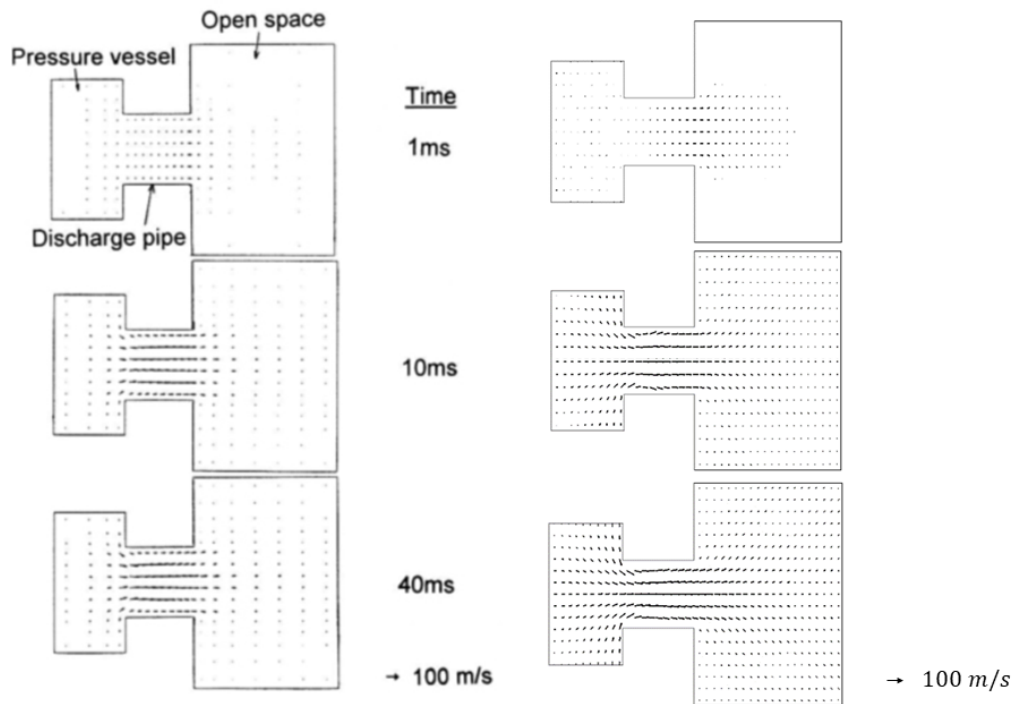 Open space
Pressure vessel
Time
1ms
Discharge pipe
10ms
40ms
→ 100 m/s
→ 100 m/s